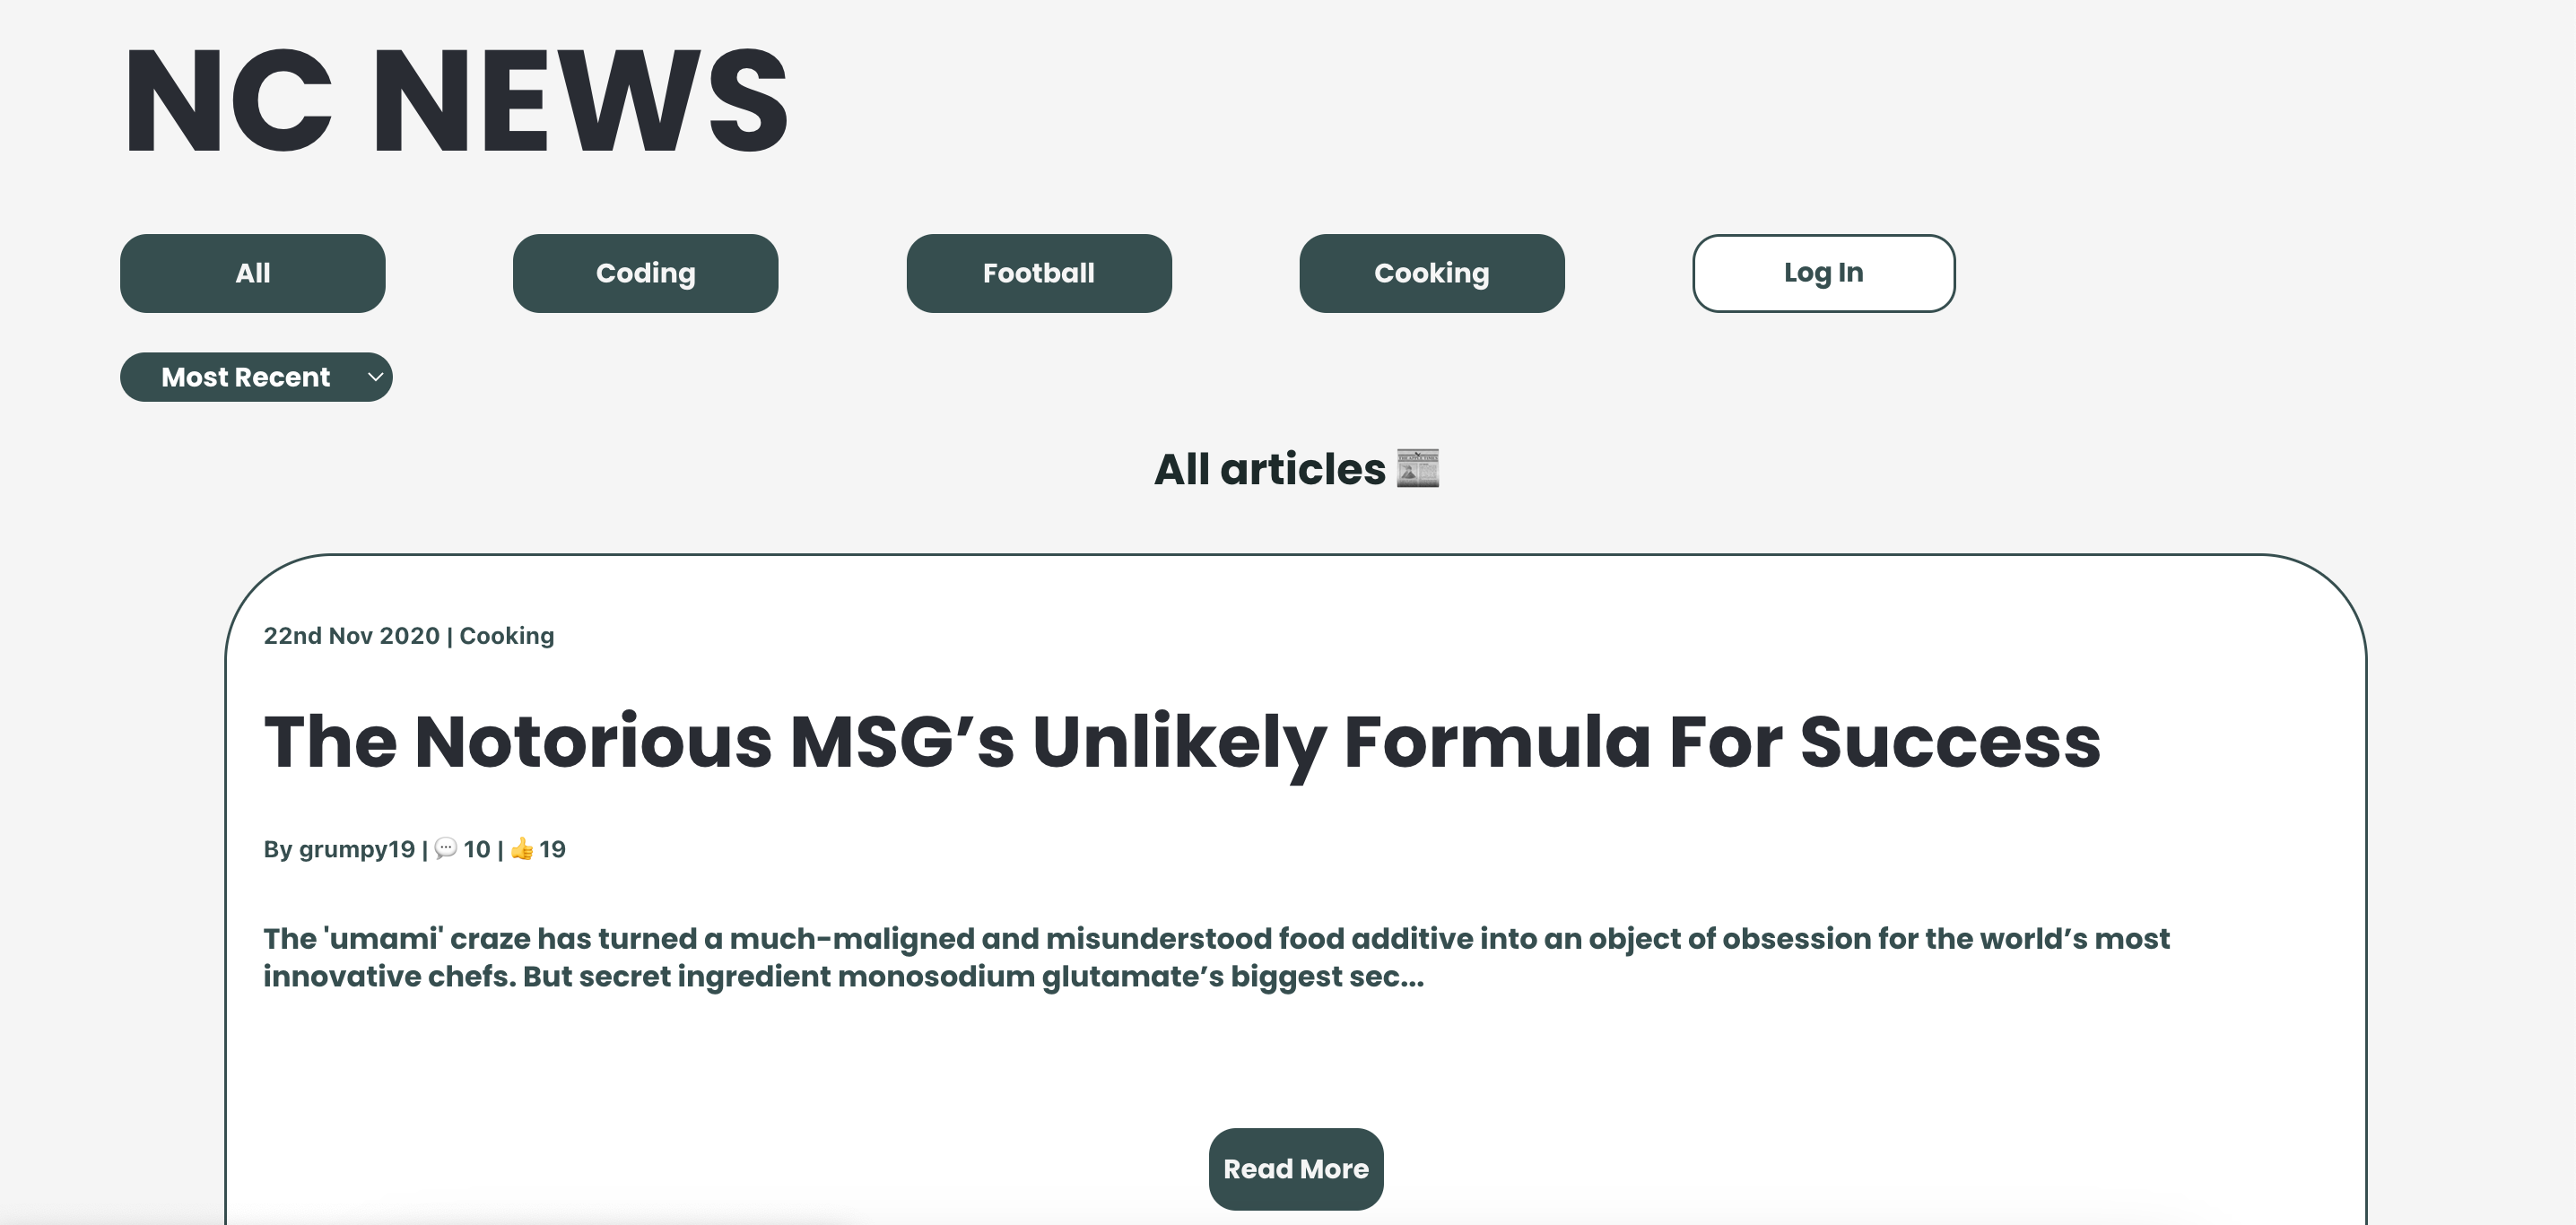 NC NEWS
All
Coding
Football
Cooking
Log In
Most Recent
All articles 📰
22nd Nov 2020 | Cooking
The Notorious MSG’s Unlikely Formula For Success
By grumpy19 | 💬 10 | 👍 19
The 'umami' craze has turned a much-maligned and misunderstood food additive into an object of obsession for the world’s most
innovative chefs. But secret ingredient monosodium glutamate’s biggest sec...
Read More